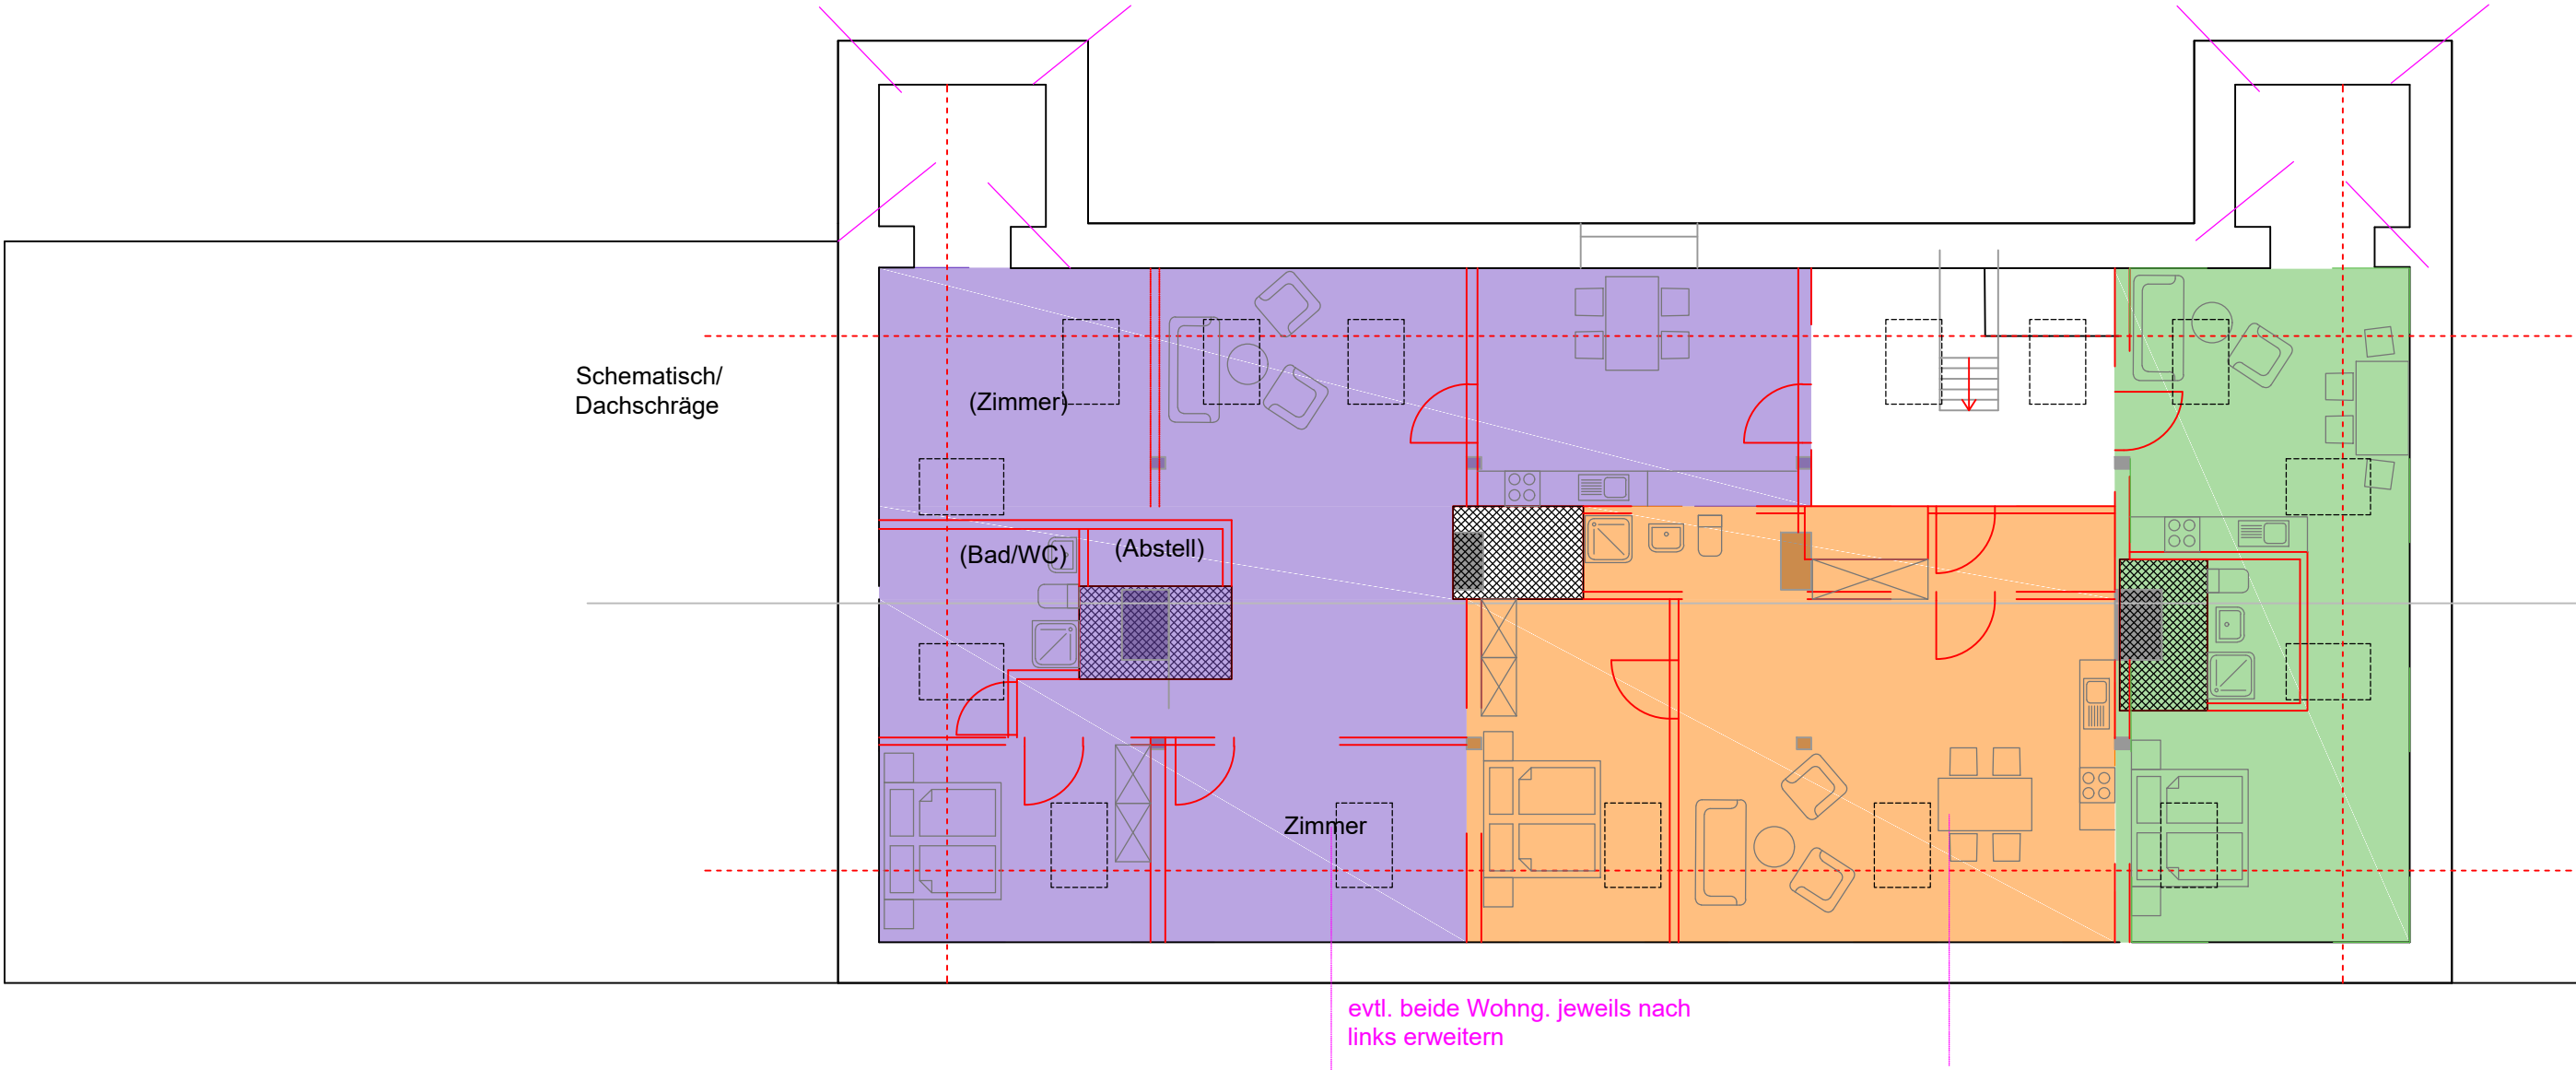 Schematisch/
Dachschräge
(Zimmer)
(Bad/WC)
(Abstell)
Zimmer
evtl. beide Wohng. jeweils nach
links erweitern